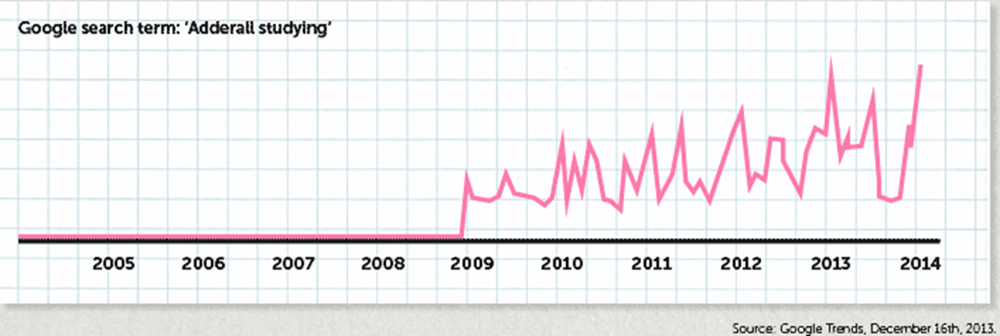 Google search term: ‘Adderall studying’
2005 2006 2007 2008 2009 2010 2011 2012 2013 2014
Source: Google Trends, December 16th, 2013.